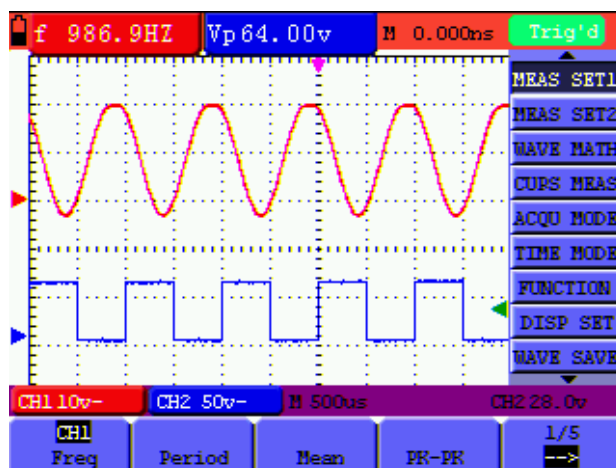 f 986.9HZ Vp 64.00v M 0.000ns Trig'd
MEAS SET1
MEAS SET2
WAVE MATH
CUPS MEAS
ACQU MODE
TIME MODE
FUNCTION
DISP SET
WAVE SAVE
CH1 10v- CH2 50v- M 500us CH2 28.0v
CH1 1/5
Freq Period Mean PK-PK -->